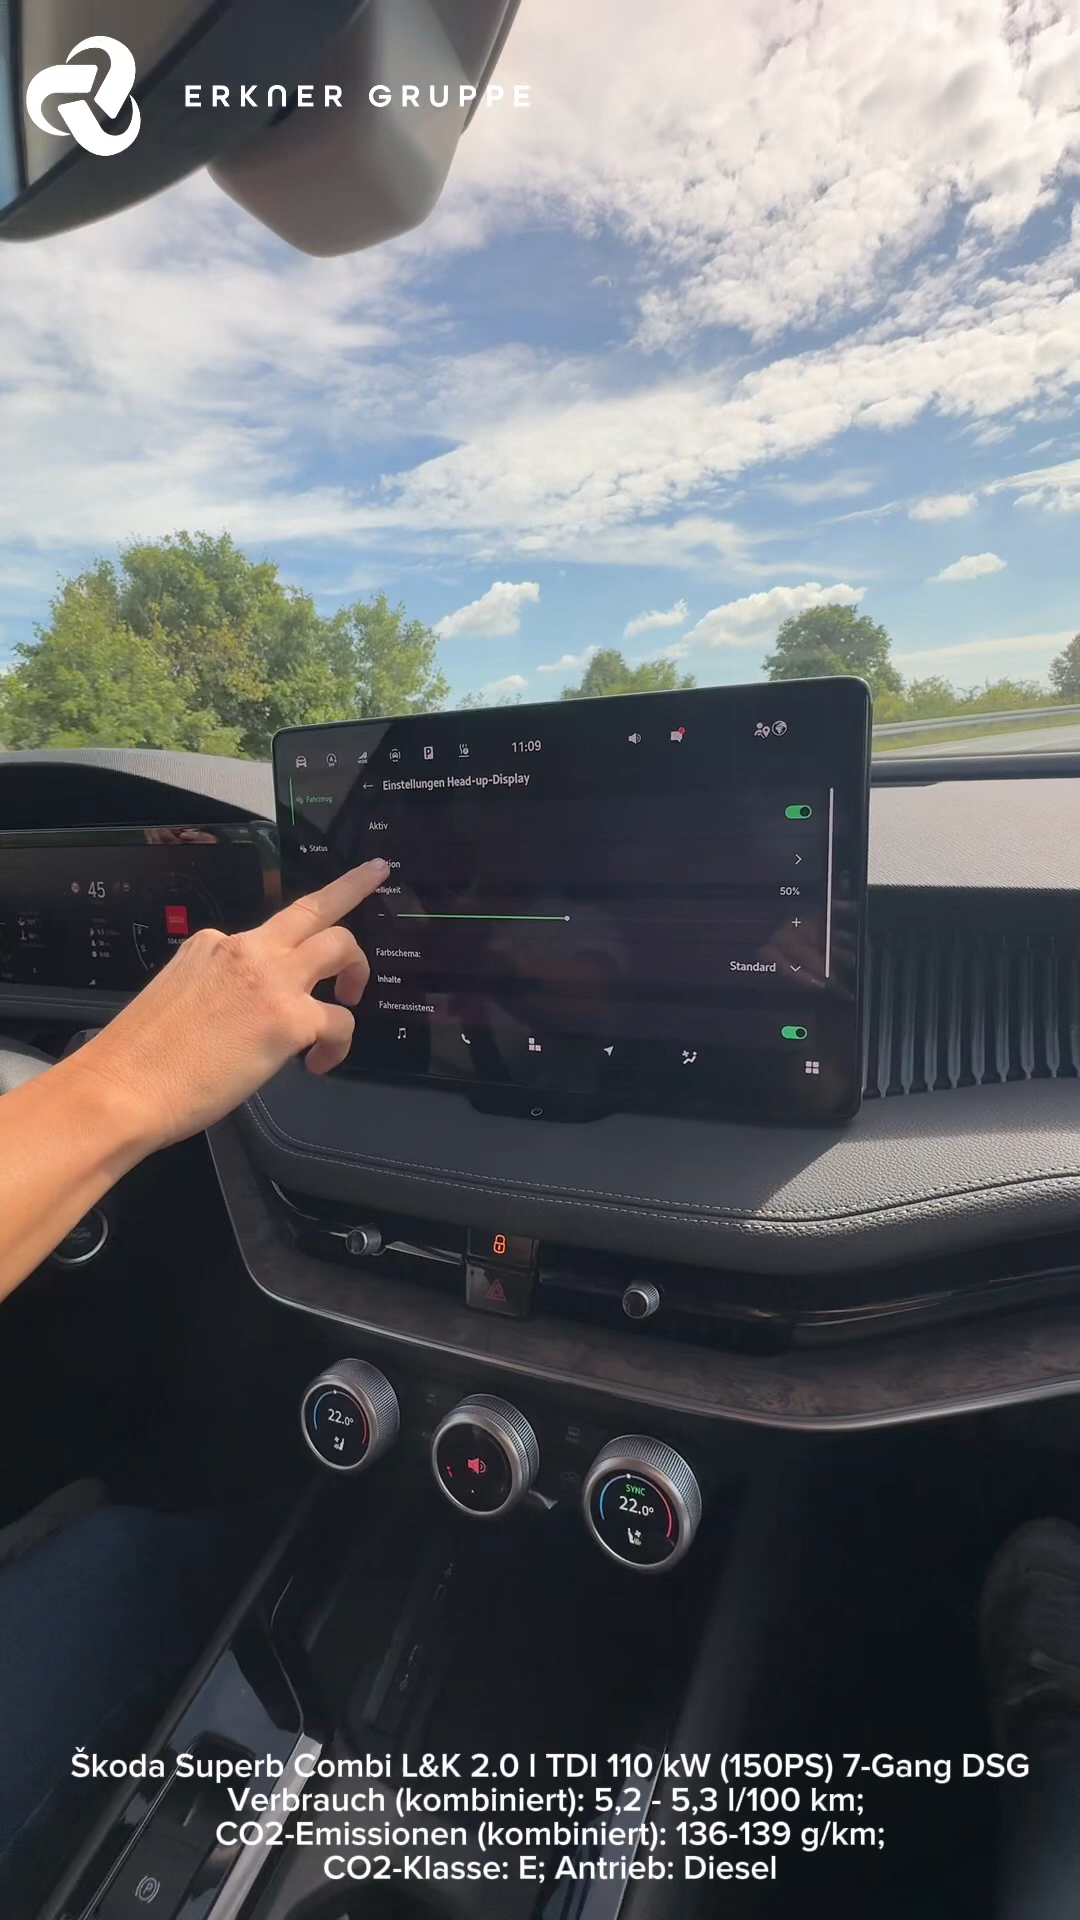 ERKNER GRUPPE
11:09
Einstellungen Head-up-Display
Fahrzeug
Aktiv
Status
50%
45
Farbschema:
Standard
Inhalte
Fahrerassistenz
22.0°
SYNC
22.0°
Škoda Superb Combi L&K 2.0 l TDI 110 kW (150PS) 7-Gang DSG
Verbrauch (kombiniert): 5,2 - 5,3 l/100 km;
CO2-Emissionen (kombiniert): 136-139 g/km;
CO2-Klasse: E; Antrieb: Diesel